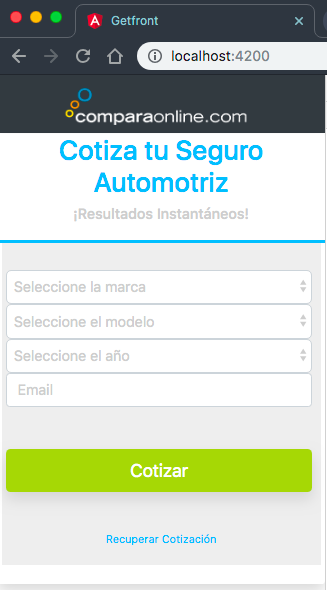 Getfront
localhost:4200
comparaonline.com
Cotiza tu Seguro
Automotriz
¡Resultados Instantáneos!
Seleccione la marca
Seleccione el modelo
Seleccione el año
Email
Cotizar
Recuperar Cotización